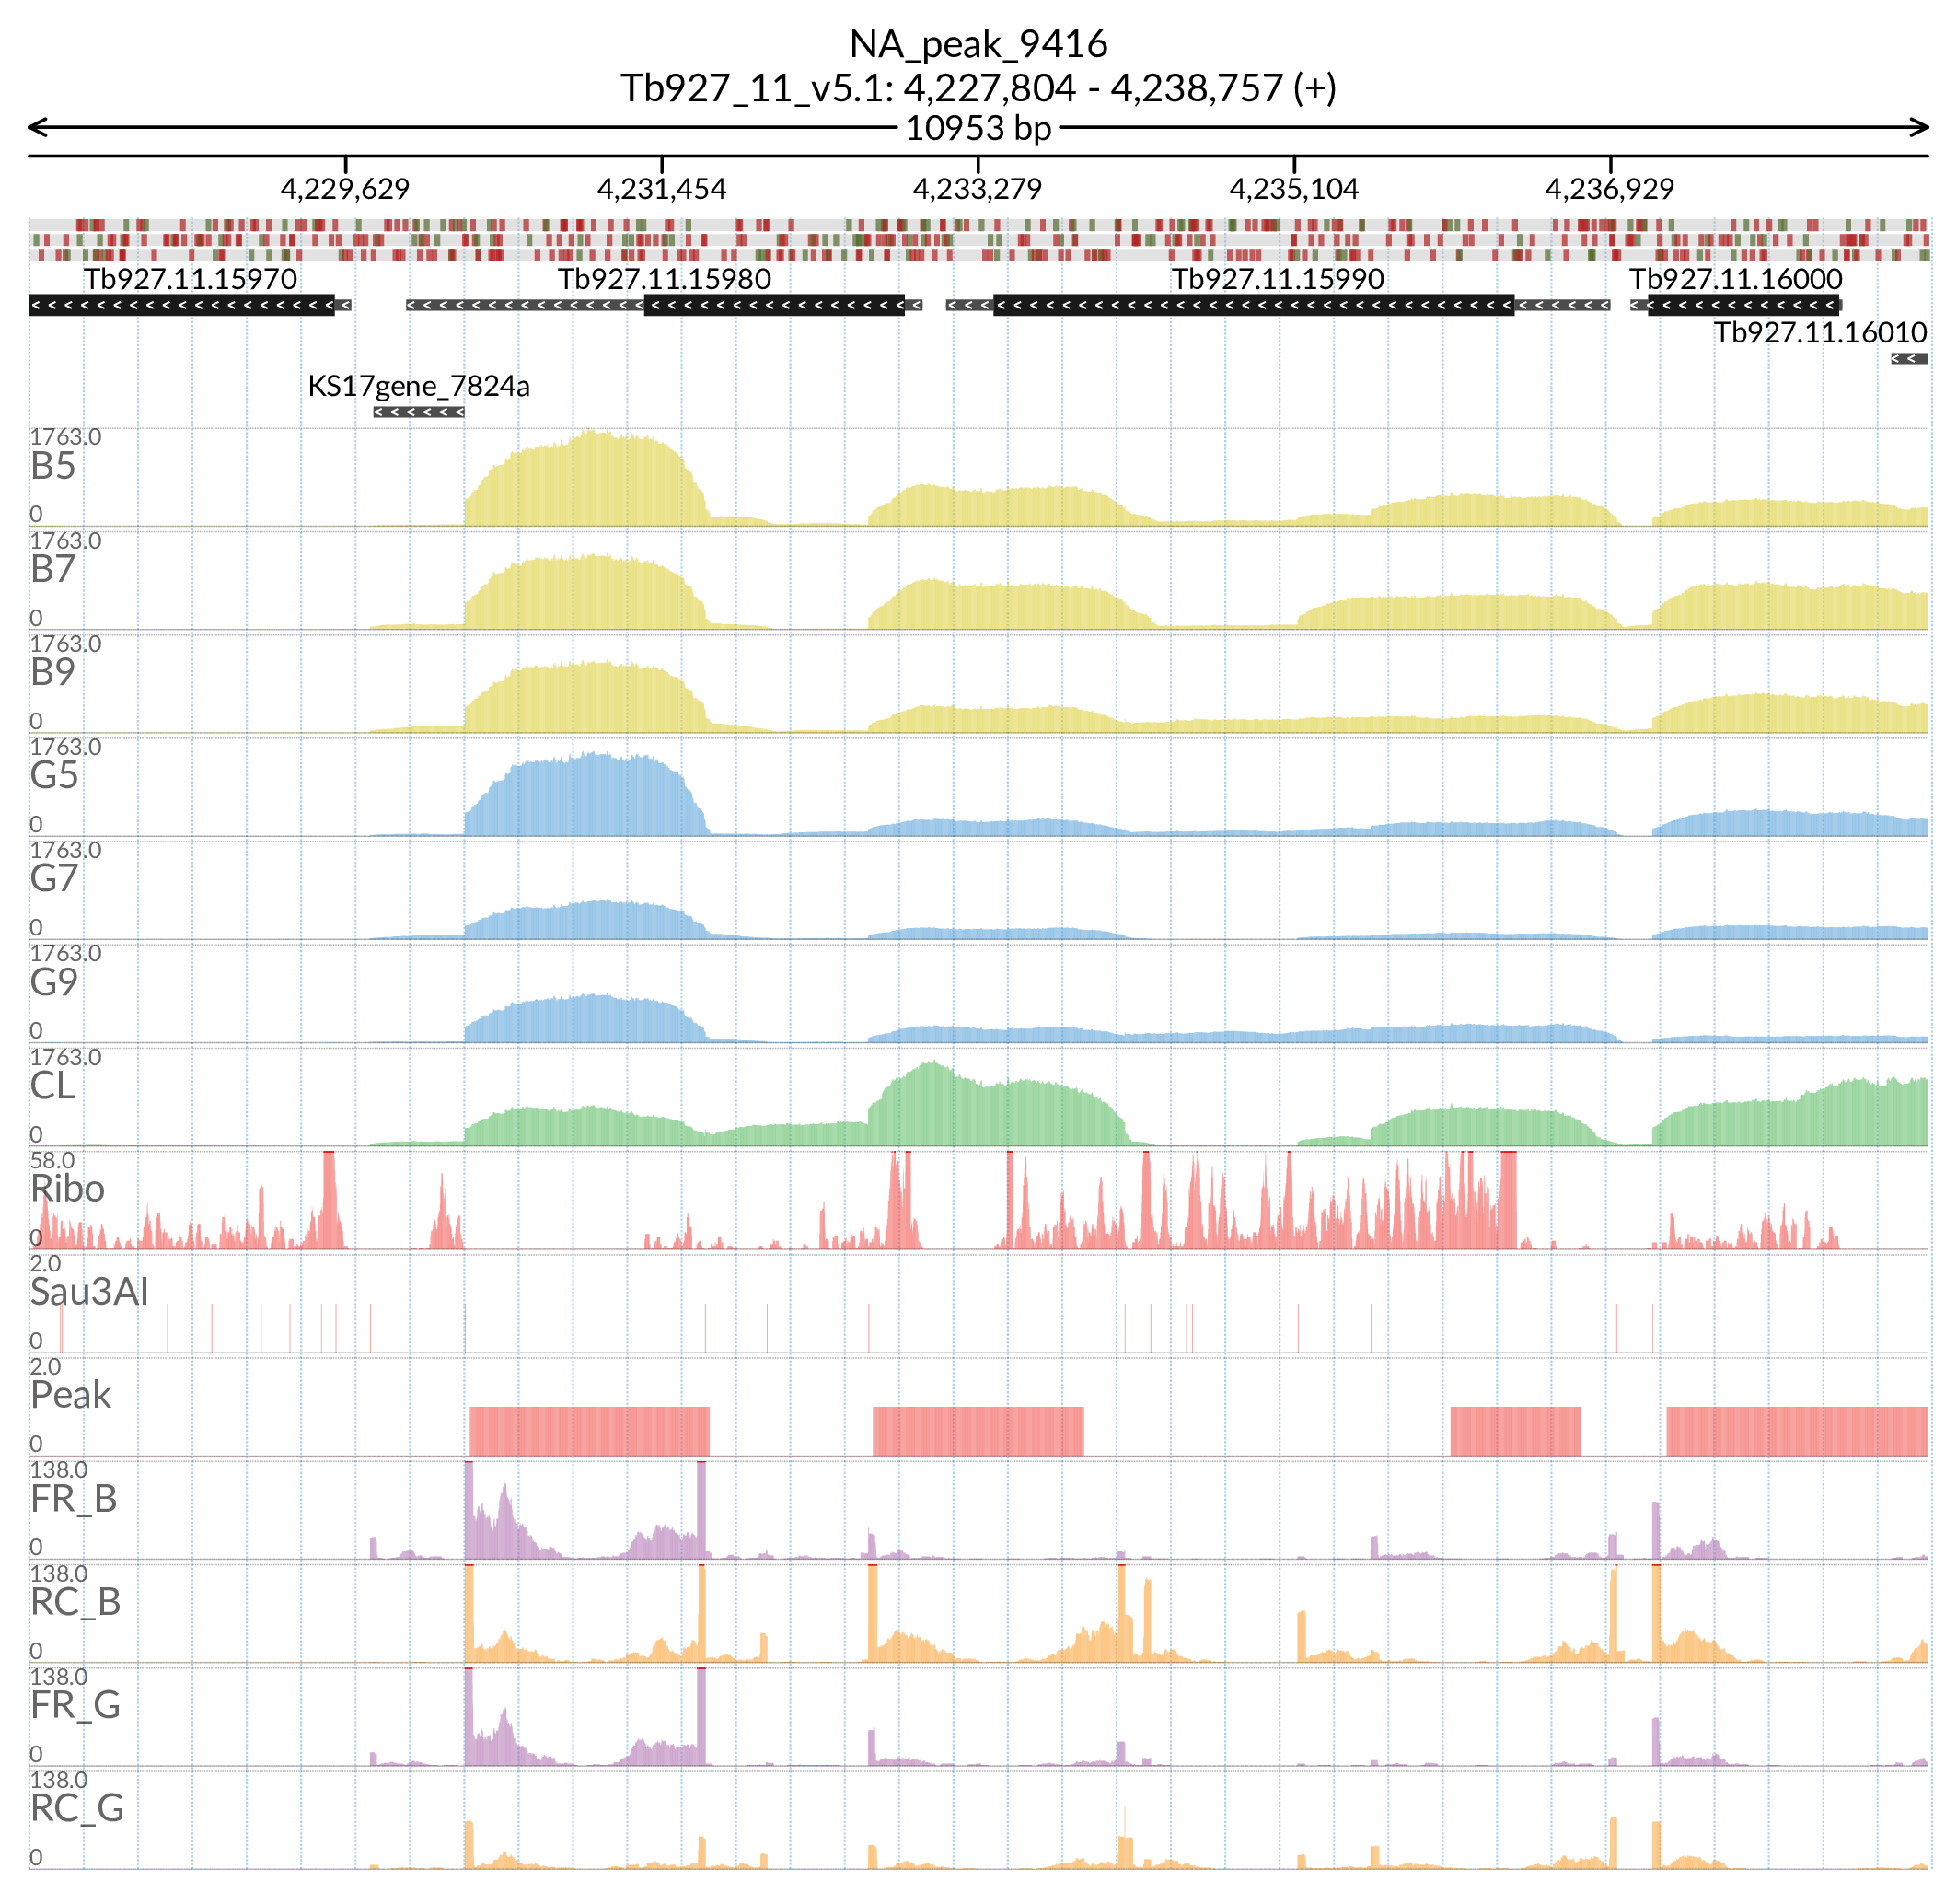 NA_peak_9416
Tb927_11_v5.1: 4,227,804 - 4,238,757 (+)
10953 bp
4,229,629 4,231,454 4,233,279 4,235,104 4,236,929
Tb927.11.15970 Tb927.11.15980 Tb927.11.15990 Tb927.11.16000
Tb927.11.16010
KS17gene_7824a
1763.0
B5
0
1763.0
B7
0
1763.0
B9
0
1763.0
G5
0
1763.0
G7
0
1763.0
G9
0
1763.0
CL
0
58.0
Ribo
0
2.0
Sau3AI
0
2.0
Peak
0
138.0
FR_B
0
138.0
RC_B
0
138.0
FR_G
0
138.0
RC_G
0